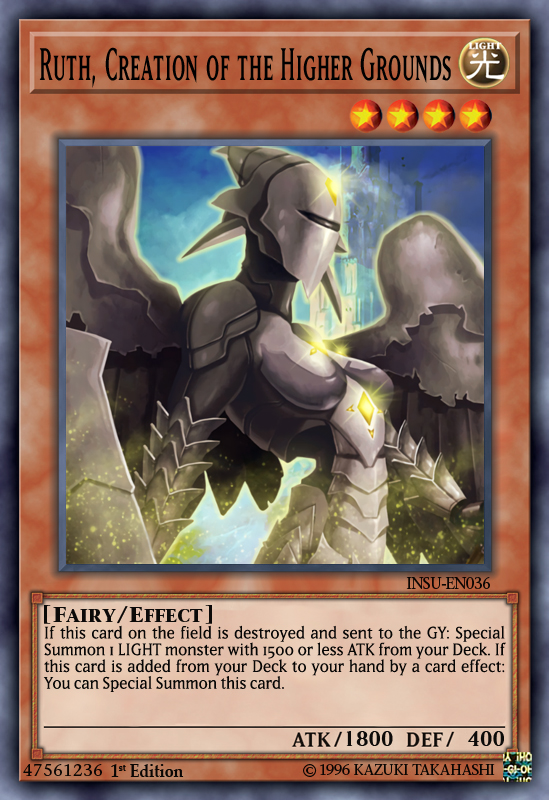 RUTH, CREATION OF THE HIGHER GROUNDS
LIGHT
光
INSU-EN036
[FAIRY/EFFECT]
If this card on the field is destroyed and sent to the GY: Special
Summon 1 LIGHT monster with 1500 or less ATK from your Deck. If
this card is added from your Deck to your hand by a card effect:
You can Special Summon this card.
ATK/1800 DEF/ 400
47561236 1st Edition © 1996 KAZUKI TAKAHASHI